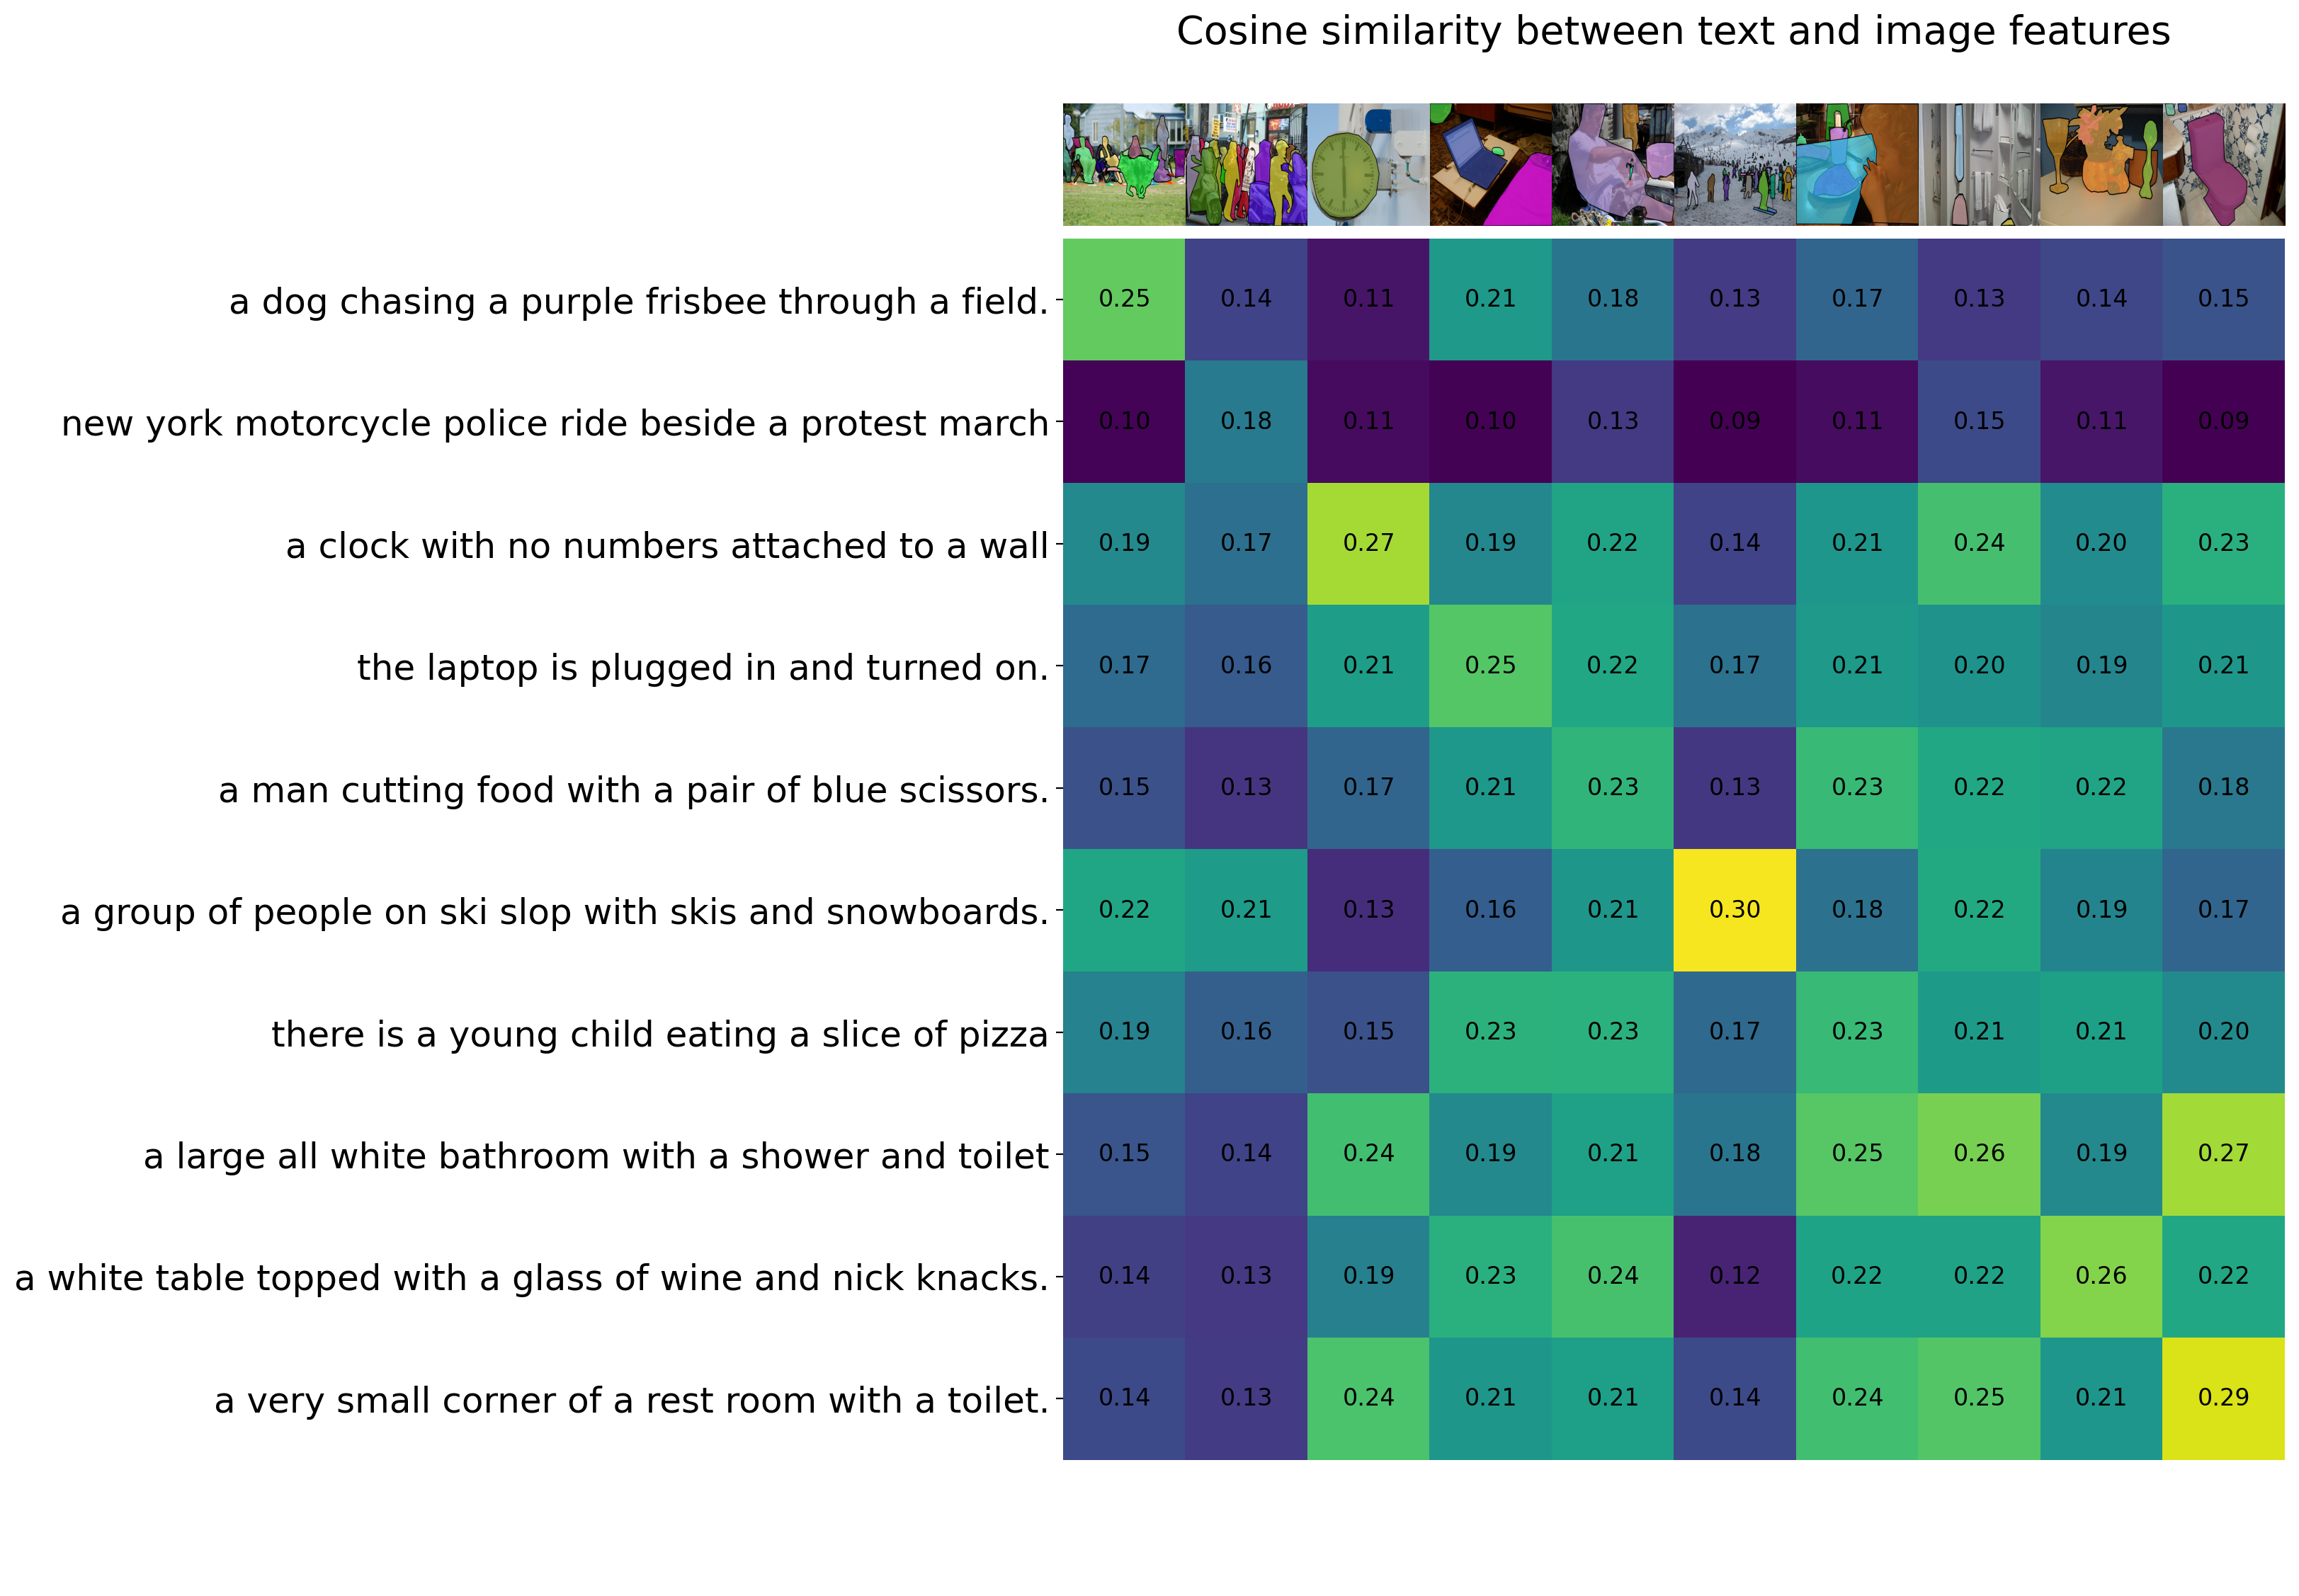 Cosine similarity between text and image features
a dog chasing a purple frisbee through a field. 0.25 0.14 0.11 0.21 0.18 0.13 0.17 0.13 0.14 0.15
new york motorcycle police ride beside a protest march 0.10 0.18 0.11 0.10 0.13 0.09 0.11 0.15 0.11 0.09
a clock with no numbers attached to a wall 0.19 0.17 0.27 0.19 0.22 0.14 0.21 0.24 0.20 0.23
the laptop is plugged in and turned on. 0.17 0.16 0.21 0.25 0.22 0.17 0.21 0.20 0.19 0.21
a man cutting food with a pair of blue scissors. 0.15 0.13 0.17 0.21 0.23 0.13 0.23 0.22 0.22 0.18
a group of people on ski slop with skis and snowboards. 0.22 0.21 0.13 0.16 0.21 0.30 0.18 0.22 0.19 0.17
there is a young child eating a slice of pizza 0.19 0.16 0.15 0.23 0.23 0.17 0.23 0.21 0.21 0.20
a large all white bathroom with a shower and toilet 0.15 0.14 0.24 0.19 0.21 0.18 0.25 0.26 0.19 0.27
a white table topped with a glass of wine and nick knacks. 0.14 0.13 0.19 0.23 0.24 0.12 0.22 0.22 0.26 0.22
a very small corner of a rest room with a toilet. 0.14 0.13 0.24 0.21 0.21 0.14 0.24 0.25 0.21 0.29